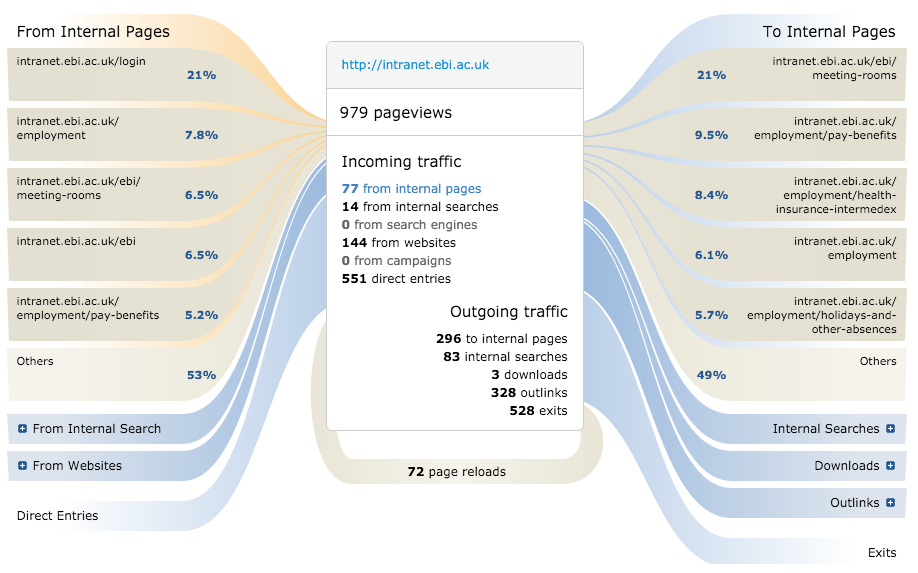 From Internal Pages
intranet.ebi.ac.uk/login
21%
intranet.ebi.ac.uk/
employment
7.8%
intranet.ebi.ac.uk/ebi/
meeting-rooms
6.5%
intranet.ebi.ac.uk/ebi
6.5%
intranet.ebi.ac.uk/
employment/pay-benefits
5.2%
Others
53%
From Internal Search
From Websites
Direct Entries
http://intranet.ebi.ac.uk
979 pageviews
Incoming traffic
77 from internal pages
14 from internal searches
0 from search engines
144 from websites
0 from campaigns
551 direct entries
Outgoing traffic
296 to internal pages
83 internal searches
3 downloads
328 outlinks
528 exits
72 page reloads
To Internal Pages
21%
intranet.ebi.ac.uk/ebi/
meeting-rooms
9.5%
intranet.ebi.ac.uk/
employment/pay-benefits
8.4%
intranet.ebi.ac.uk/
employment/health-
insurance-intermedex
6.1%
intranet.ebi.ac.uk/
employment
5.7%
intranet.ebi.ac.uk/
employment/holidays-and-
other-absences
Others
49%
Internal Searches
Downloads
Outlinks
Exits